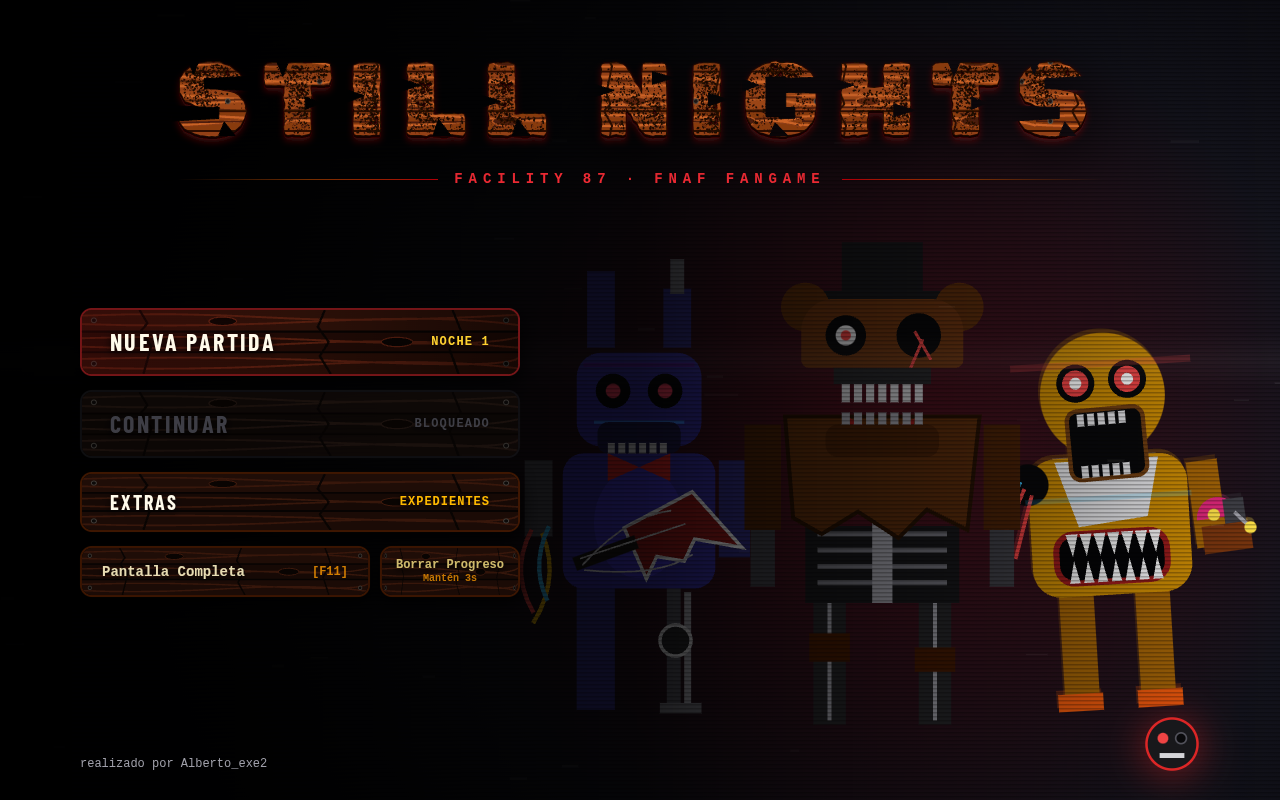 STILL NIGHTS
FACILITY 87 · FNAF FANGAME
NUEVA PARTIDA NOCHE 1
CONTINUAR BLOQUEADO
EXTRAS EXPEDIENTES
Pantalla Completa [F11]
Borrar Progreso
Mantén 3s
realizado por Alberto_exe2